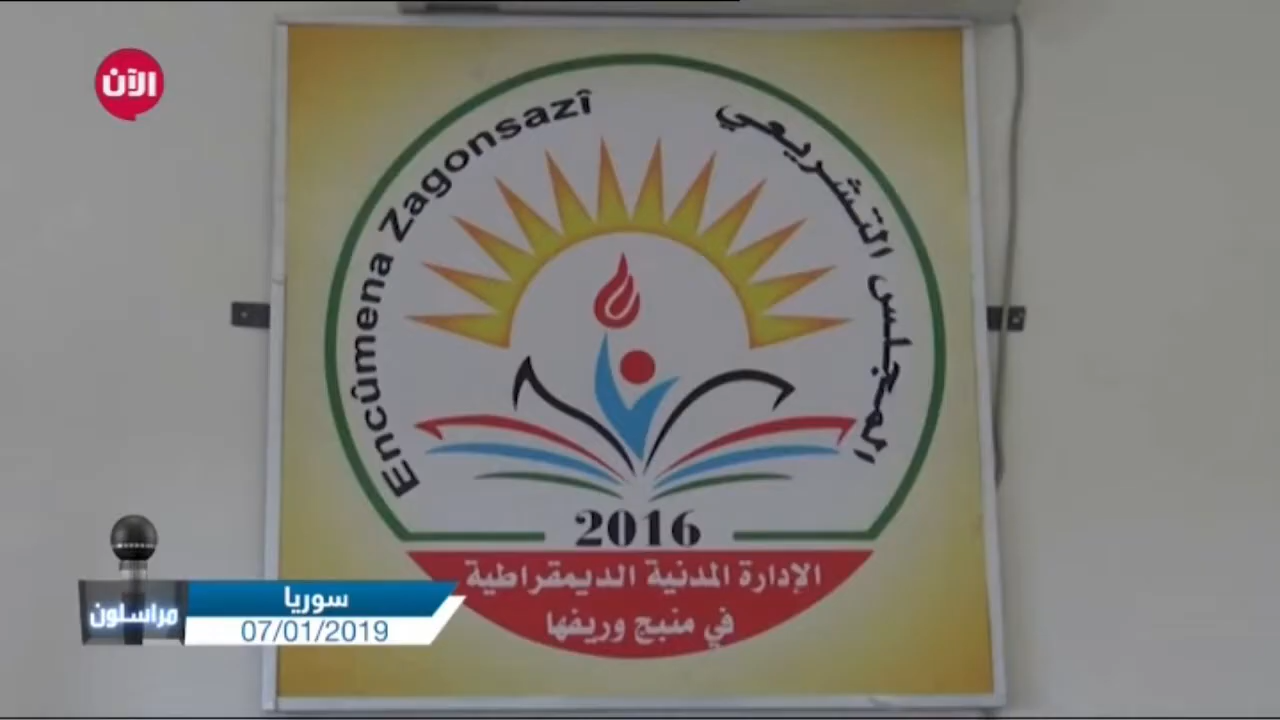 الآن
Encûmena Zagonsazî
المجلس التشريعي
2016
الإدارة المدنية الديمقراطية
في منبج وريفها
مراسلون
سوريا
07/01/2019